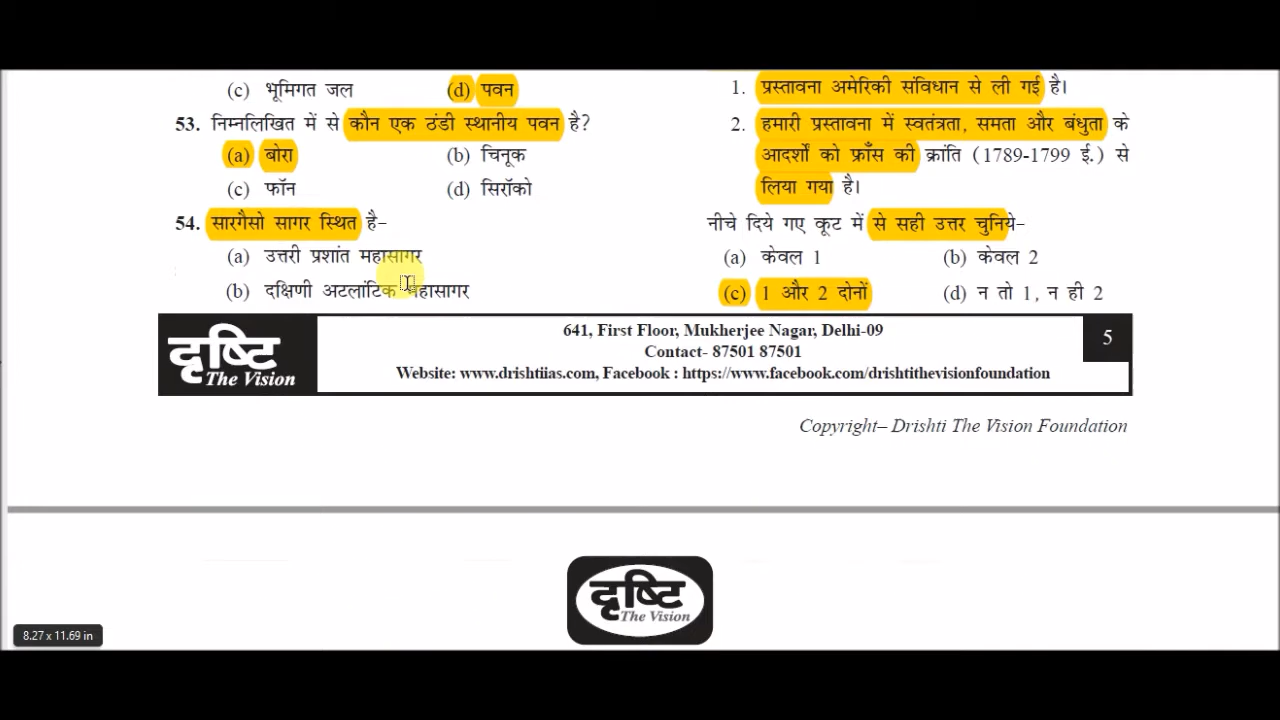 (c) भूमिगत जल (d) पवन
53. निम्नलिखित में से कौन एक ठंडी स्थानीय पवन है?
(a) बोरा (b) चिनूक
(c) फॉन (d) सिरॉको
54. सारगैसो सागर स्थित है-
(a) उत्तरी प्रशांत महासागर
(b) दक्षिणी अटलांटिक महासागर
1. प्रस्तावना अमेरिकी संविधान से ली गई है।
2. हमारी प्रस्तावना में स्वतंत्रता, समता और बंधुता के
आदर्शों को फ्राँस की क्रांति (1789-1799 ई.) से
लिया गया है।
नीचे दिये गए कूट में से सही उत्तर चुनिये-
(a) केवल 1 (b) केवल 2
(c) 1 और 2 दोनों (d) न तो 1, न ही 2
दृष्टि
The Vision
641, First Floor, Mukherjee Nagar, Delhi-09
Contact- 87501 87501
Website: www.drishtiias.com, Facebook : https://www.facebook.com/drishtithevisionfoundation
5
Copyright– Drishti The Vision Foundation
दृष्टि
The Vision
8.27 x 11.69 in